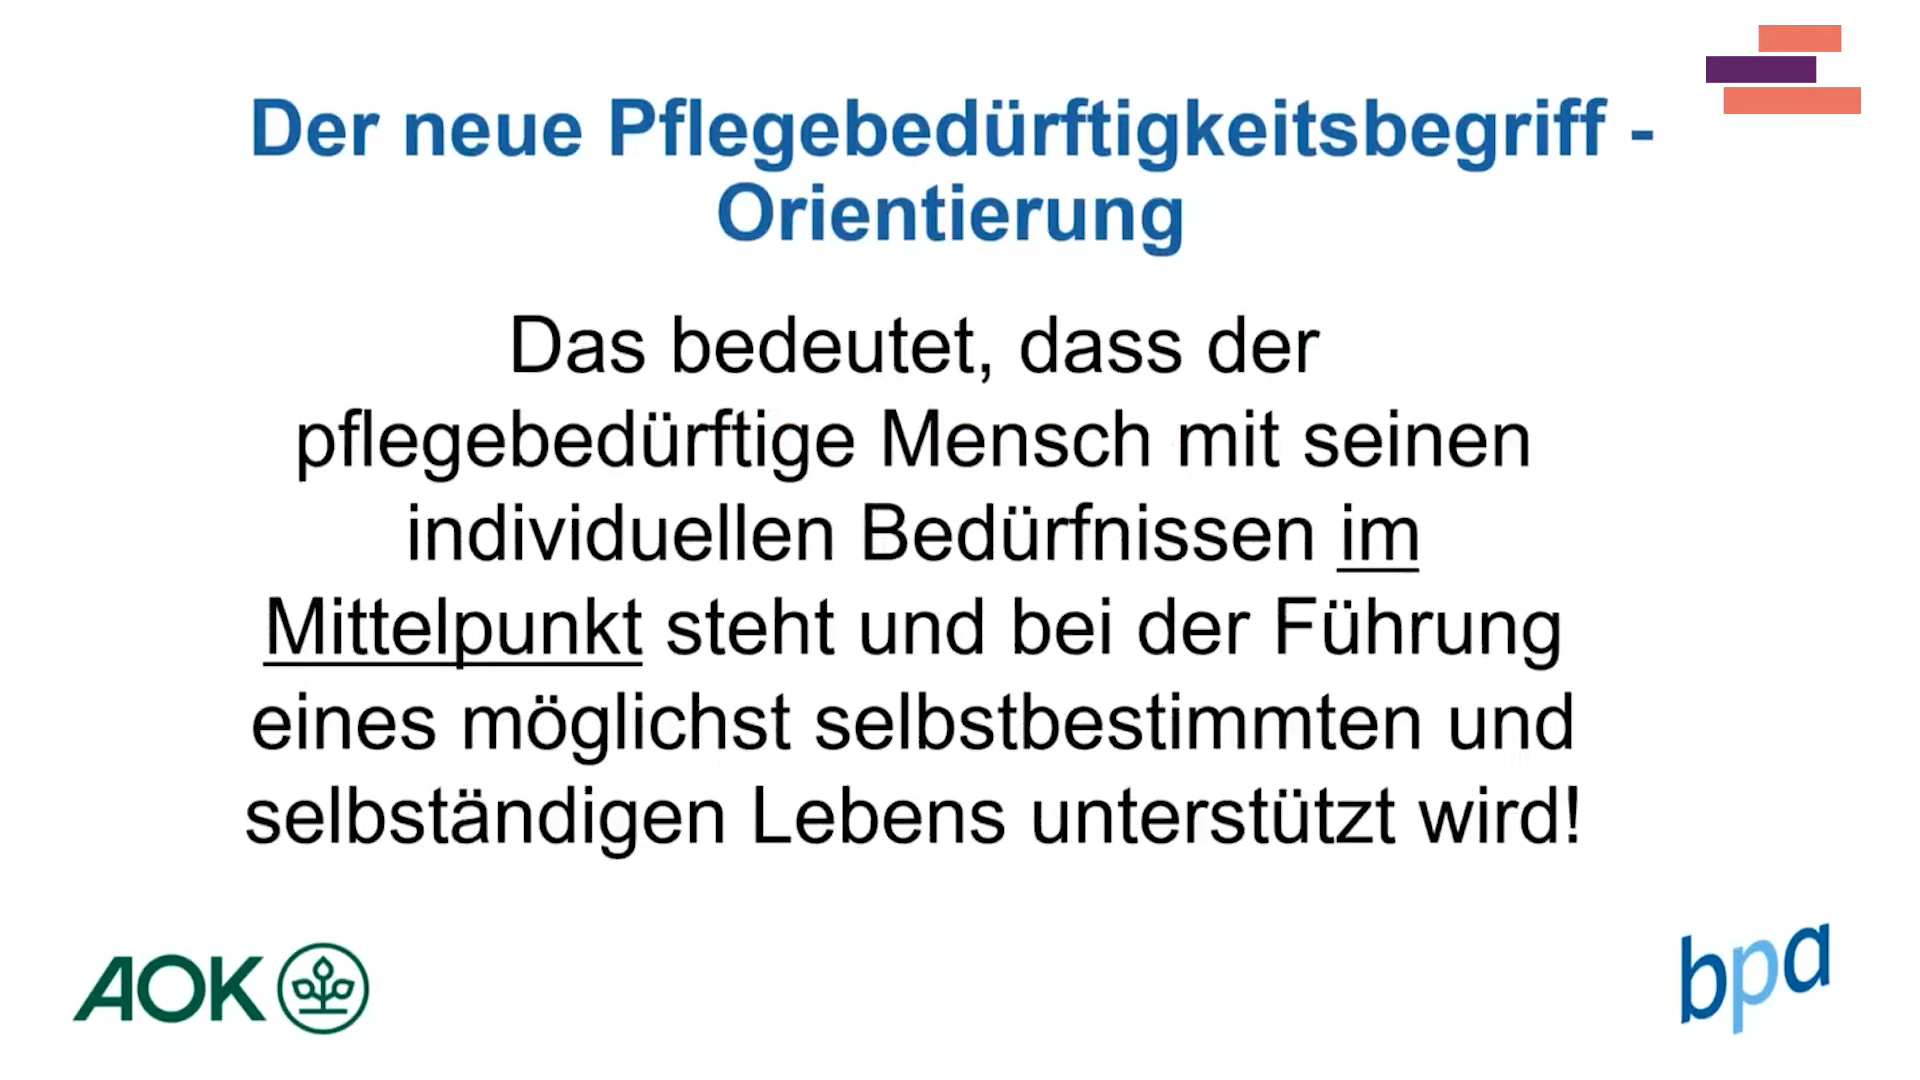 Der neue Pflegebedürftigkeitsbegriff -
Orientierung
Das bedeutet, dass der
pflegebedürftige Mensch mit seinen
individuellen Bedürfnissen im
Mittelpunkt steht und bei der Führung
eines möglichst selbstbestimmten und
selbständigen Lebens unterstützt wird!
AOK
bpa